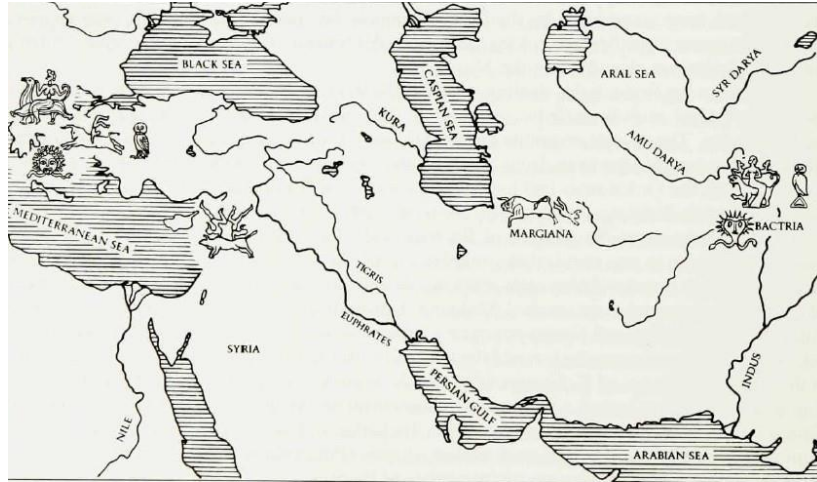 BLACK SEA
CASPIAN SEA
ARAL SEA
SYR DARYA
KURA
AMU DARYA
MEDITERRANEAN SEA
MARGIANA
BACTRIA
TIGRIS
EUPHRATES
SYRIA
PERSIAN GULF
INDUS
NILE
ARABIAN SEA